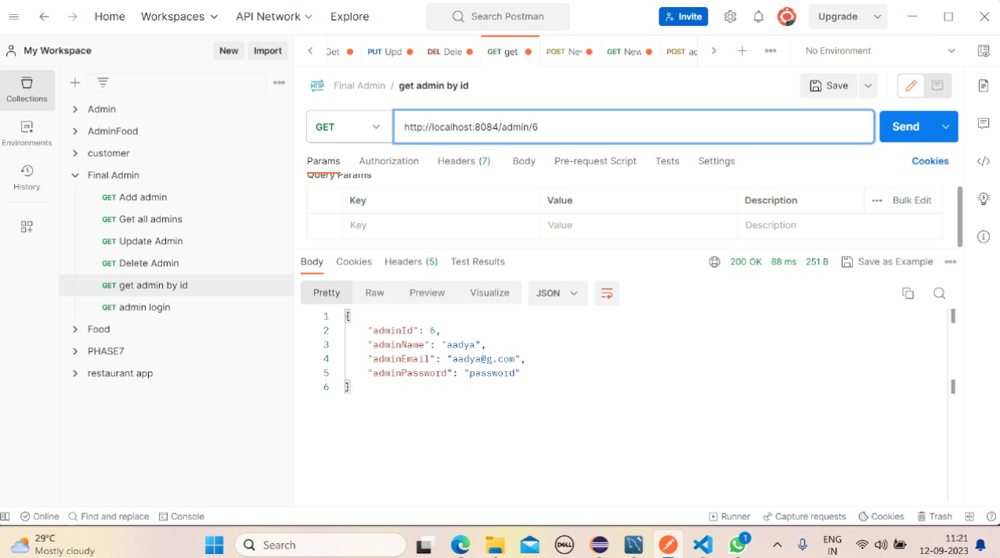 Home Workspaces API Network Explore Search Postman Invite Upgrade
My Workspace New Import
Get PUT Upd DEL Dele GET get POST Ne GET New POST ac No Environment
Collections
Environments
History
Admin
AdminFood
customer
Final Admin
GET Add admin
GET Get all admins
GET Update Admin
GET Delete Admin
GET get admin by id
GET admin login
Food
PHASE7
restaurant app
HTTP Final Admin / get admin by id Save
GET http://localhost:8084/admin/6 Send
Params Authorization Headers (7) Body Pre-request Script Tests Settings Cookies
Query Params
Key Value Description Bulk Edit
Key Value Description
Body Cookies Headers (5) Test Results 200 OK 88 ms 251 B Save as Example
Pretty Raw Preview Visualize JSON
1 {
2 "adminId": 6,
3 "adminName": "aadya",
4 "adminEmail": "aadya@g.com",
5 "adminPassword": "password"
6 }
Online Find and replace Console Runner Capture requests Cookies Trash
29°C
Mostly cloudy
Search
DELL
1
ENG
IN
11:21
12-09-2023